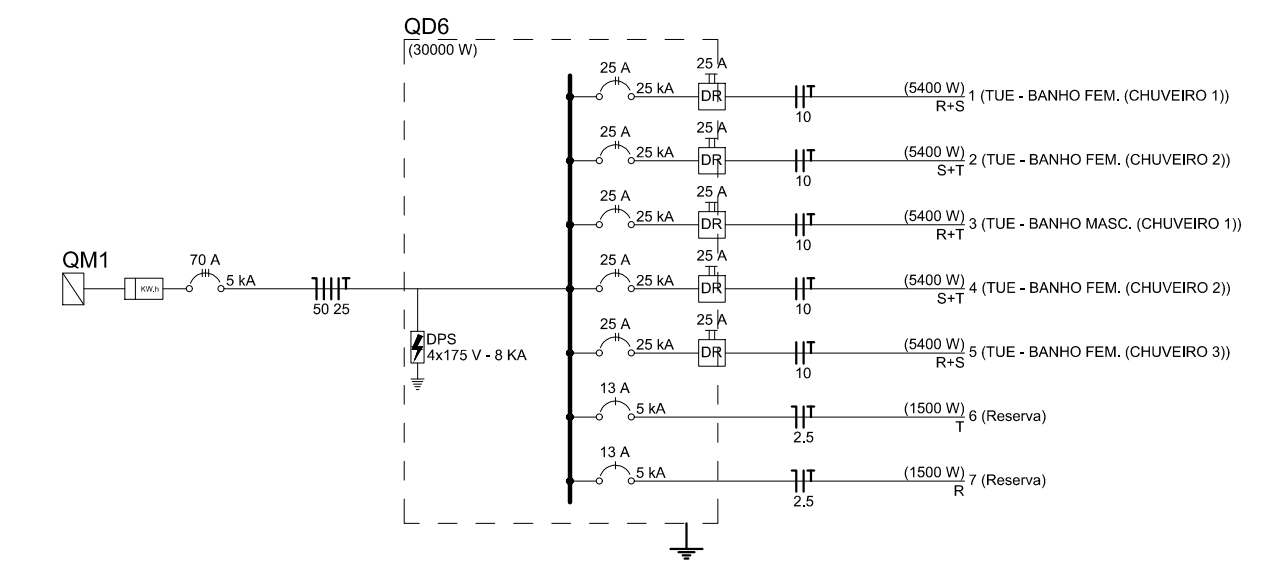 QD6
(30000 W)
25 A
25 kA
25 A
DR
10
(5400 W)
R+S
1 (TUE - BANHO FEM. (CHUVEIRO 1))
25 A
25 kA
25 A
DR
10
(5400 W)
S+T
2 (TUE - BANHO FEM. (CHUVEIRO 2))
25 A
25 kA
25 A
DR
10
(5400 W)
R+T
3 (TUE - BANHO MASC. (CHUVEIRO 1))
QM1
KW.h
70 A
5 kA
50 25
25 A
25 kA
25 A
DR
10
(5400 W)
S+T
4 (TUE - BANHO FEM. (CHUVEIRO 2))
DPS
4x175 V - 8 KA
25 A
25 kA
25 A
DR
10
(5400 W)
R+S
5 (TUE - BANHO FEM. (CHUVEIRO 3))
13 A
5 kA
T
2.5
(1500 W)
T
6 (Reserva)
13 A
5 kA
T
2.5
(1500 W)
R
7 (Reserva)